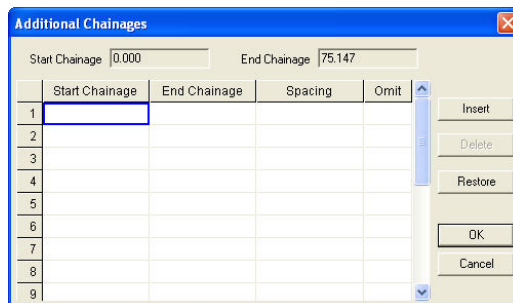 Additional Chainages
Start Chainage 0.000 End Chainage 75.147
Start Chainage End Chainage Spacing Omit
1
2
3
4
5
6
7
8
9
Insert
Delete
Restore
OK
Cancel